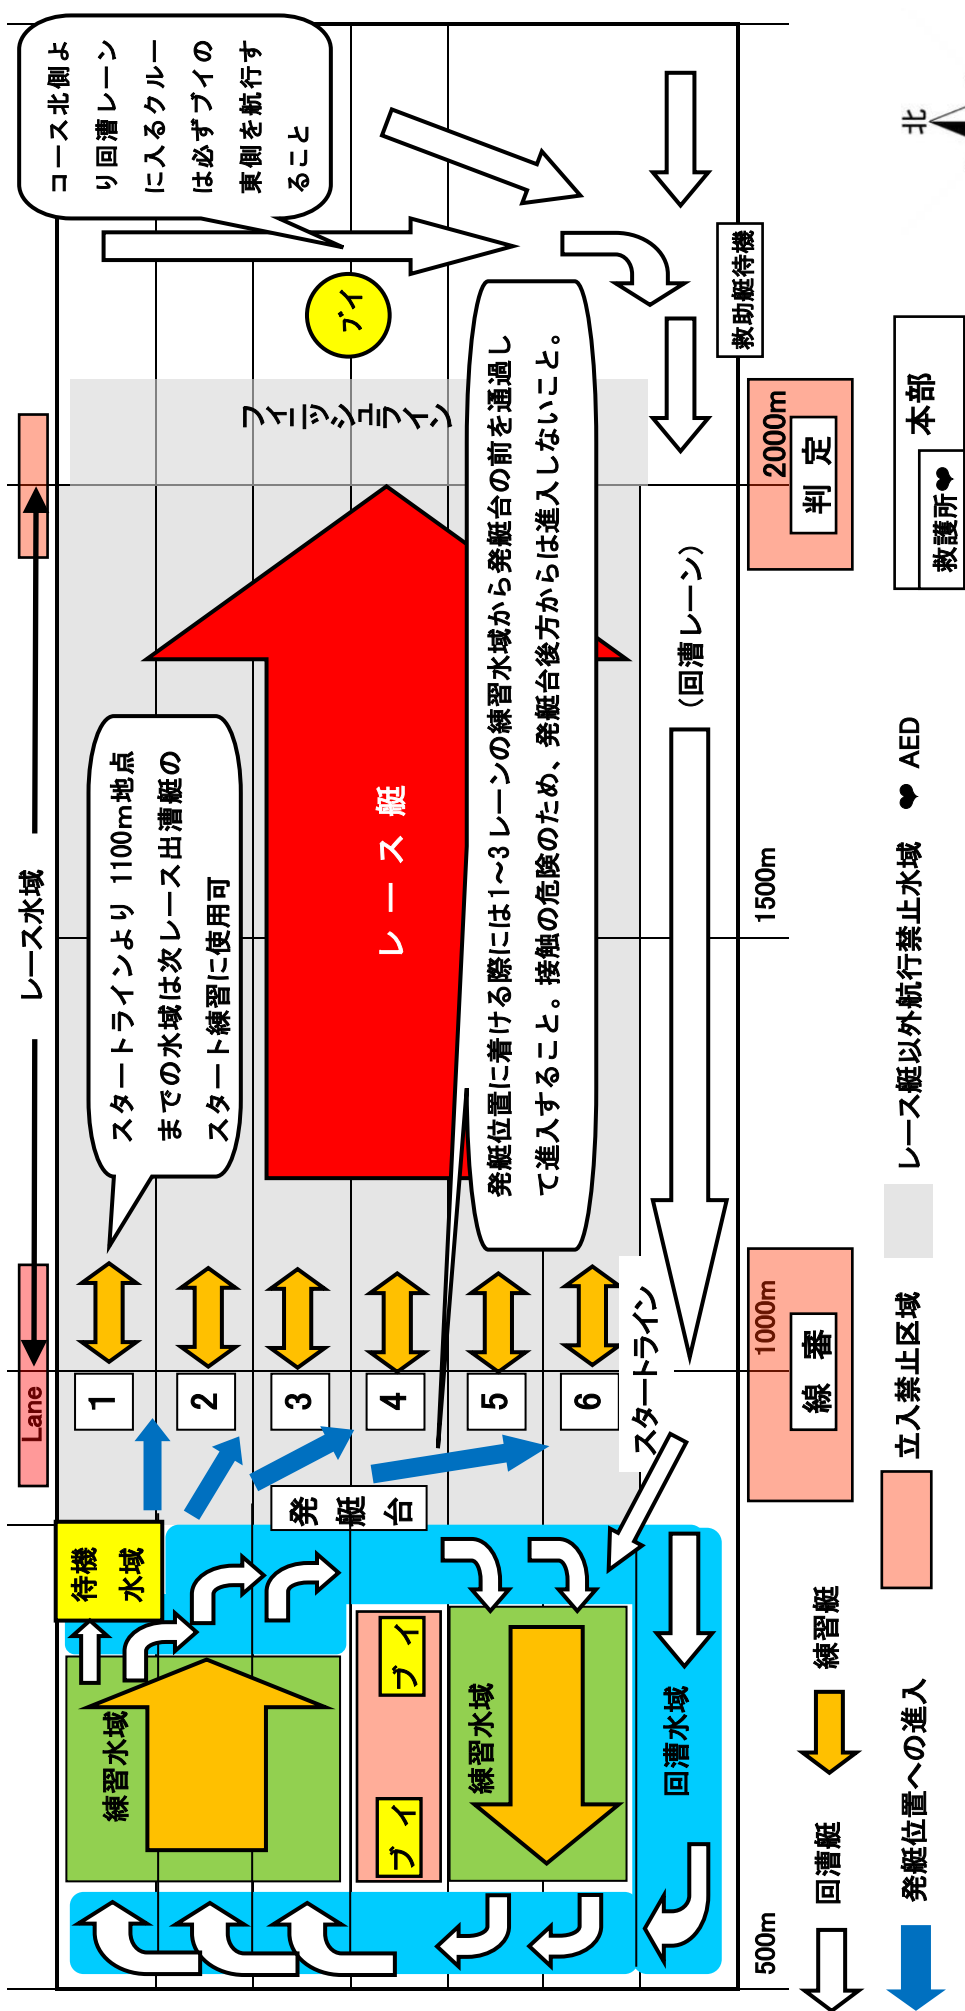 レース水域
Lane
コース北側よ
り回漕レーン
に入るクルー
は必ずブイの
東側を航行す
ること
スタートラインより 1100m地点
までの水域は次レース出漕艇の
スタート練習に使用可
ブイ
フィニッシュライン
レース艇
発艇位置に着ける際には1～3レーンの練習水域から発艇台の前を通過し
て進入すること。接触の危険のため、発艇台後方からは進入しないこと。
1
2
3
4
5
6
待機
水域
発艇台
スタートライン
練習水域
ブイ
ブイ
練習水域
回漕水域
（回漕レーン）
救助艇待機
500m
1000m
線 審
1500m
2000m
判 定
本部
救護所❤
北
回漕艇
練習艇
立入禁止区域
レース艇以外航行禁止水域
❤ AED
発艇位置への進入